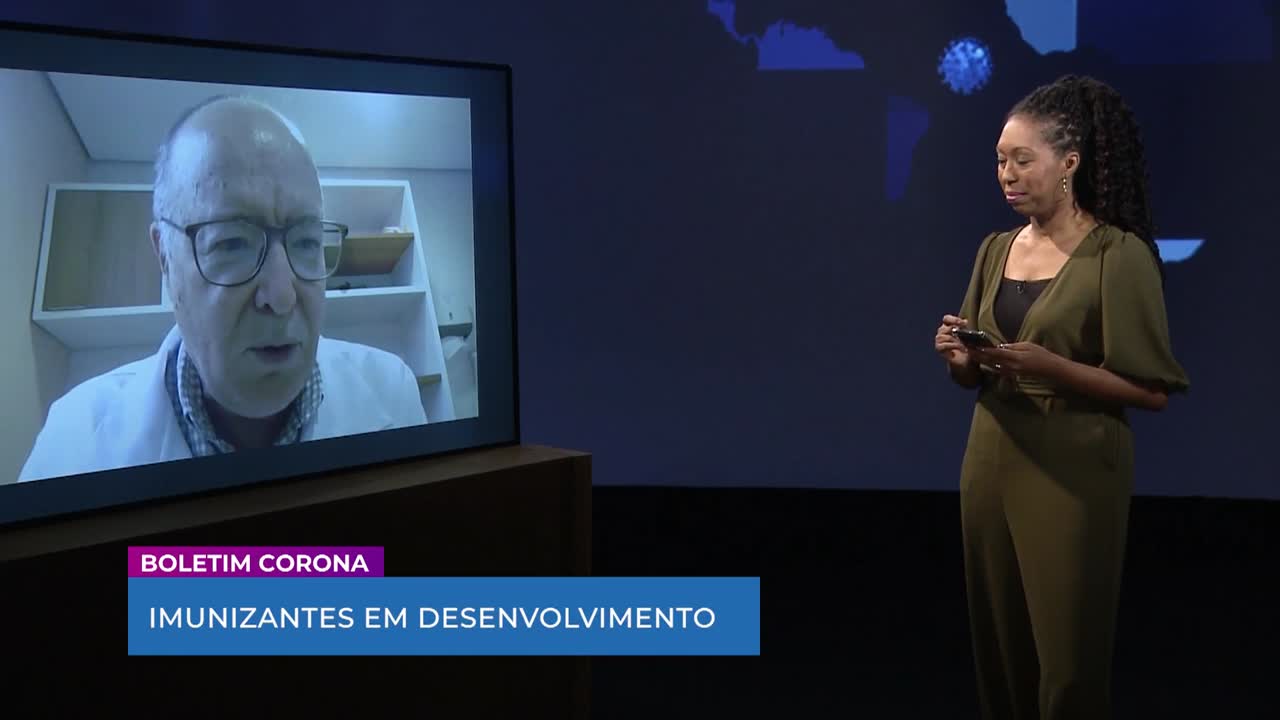 BOLETIM CORONA
IMUNIZANTES EM DESENVOLVIMENTO